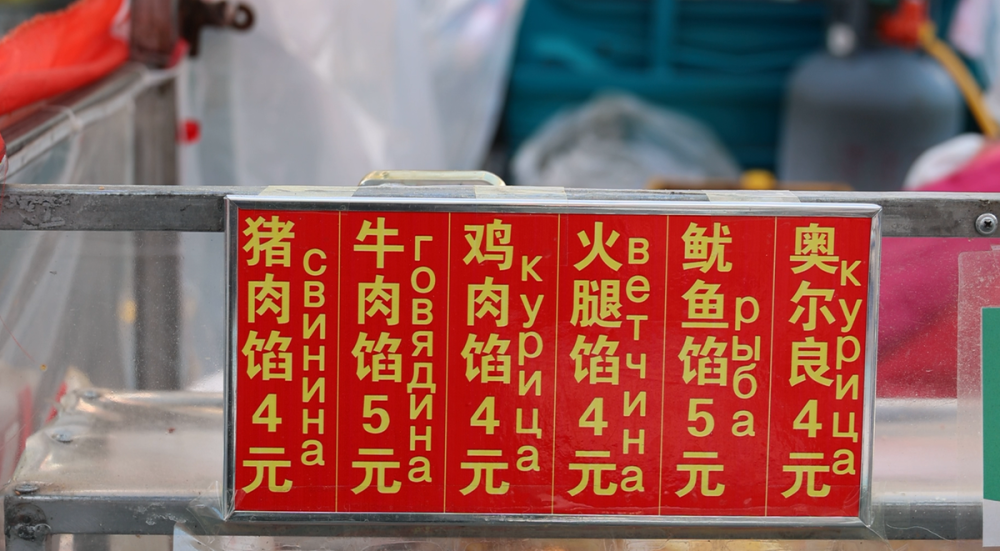 猪肉馅4元
свинина
牛肉馅5元
говядина
鸡肉馅4元
курица
火腿馅4元
ветчина
鱿鱼馅5元
рыба
奥尔良4元
курица